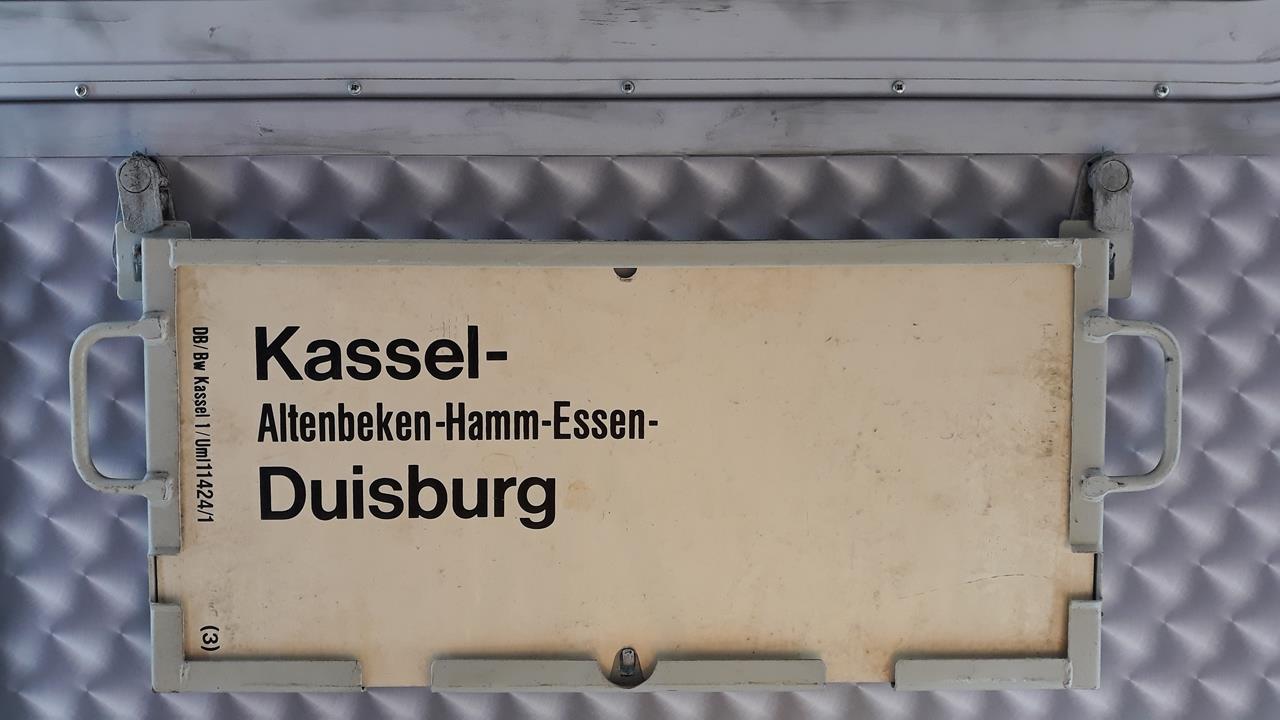 Kassel-
Altenbeken-Hamm-Essen-
Duisburg
DB/Bw Kassel 1/Uml11424/1
(3)